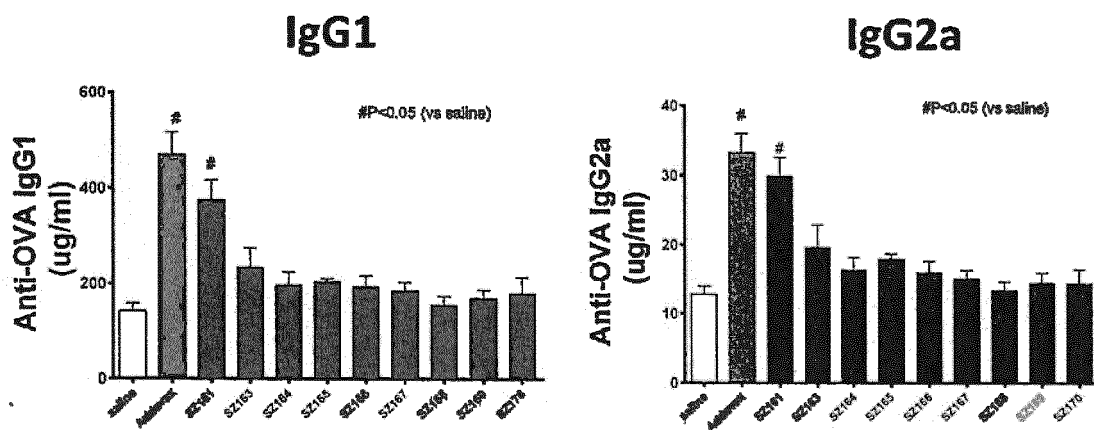 IgG1
IgG2a
#P<0.05 (vs saline)
#P<0.05 (vs saline)
Anti-OVA IgG1
(ug/ml)
600
400
200
0
#
#
saline
SZ161
SZ163
SZ164
SZ165
SZ166
SZ167
SZ168
SZ169
SZ170
Anti-OVA IgG2a
(ug/ml)
40
30
20
10
0
#
#
saline
SZ161
SZ163
SZ164
SZ165
SZ166
SZ167
SZ168
SZ169
SZ170